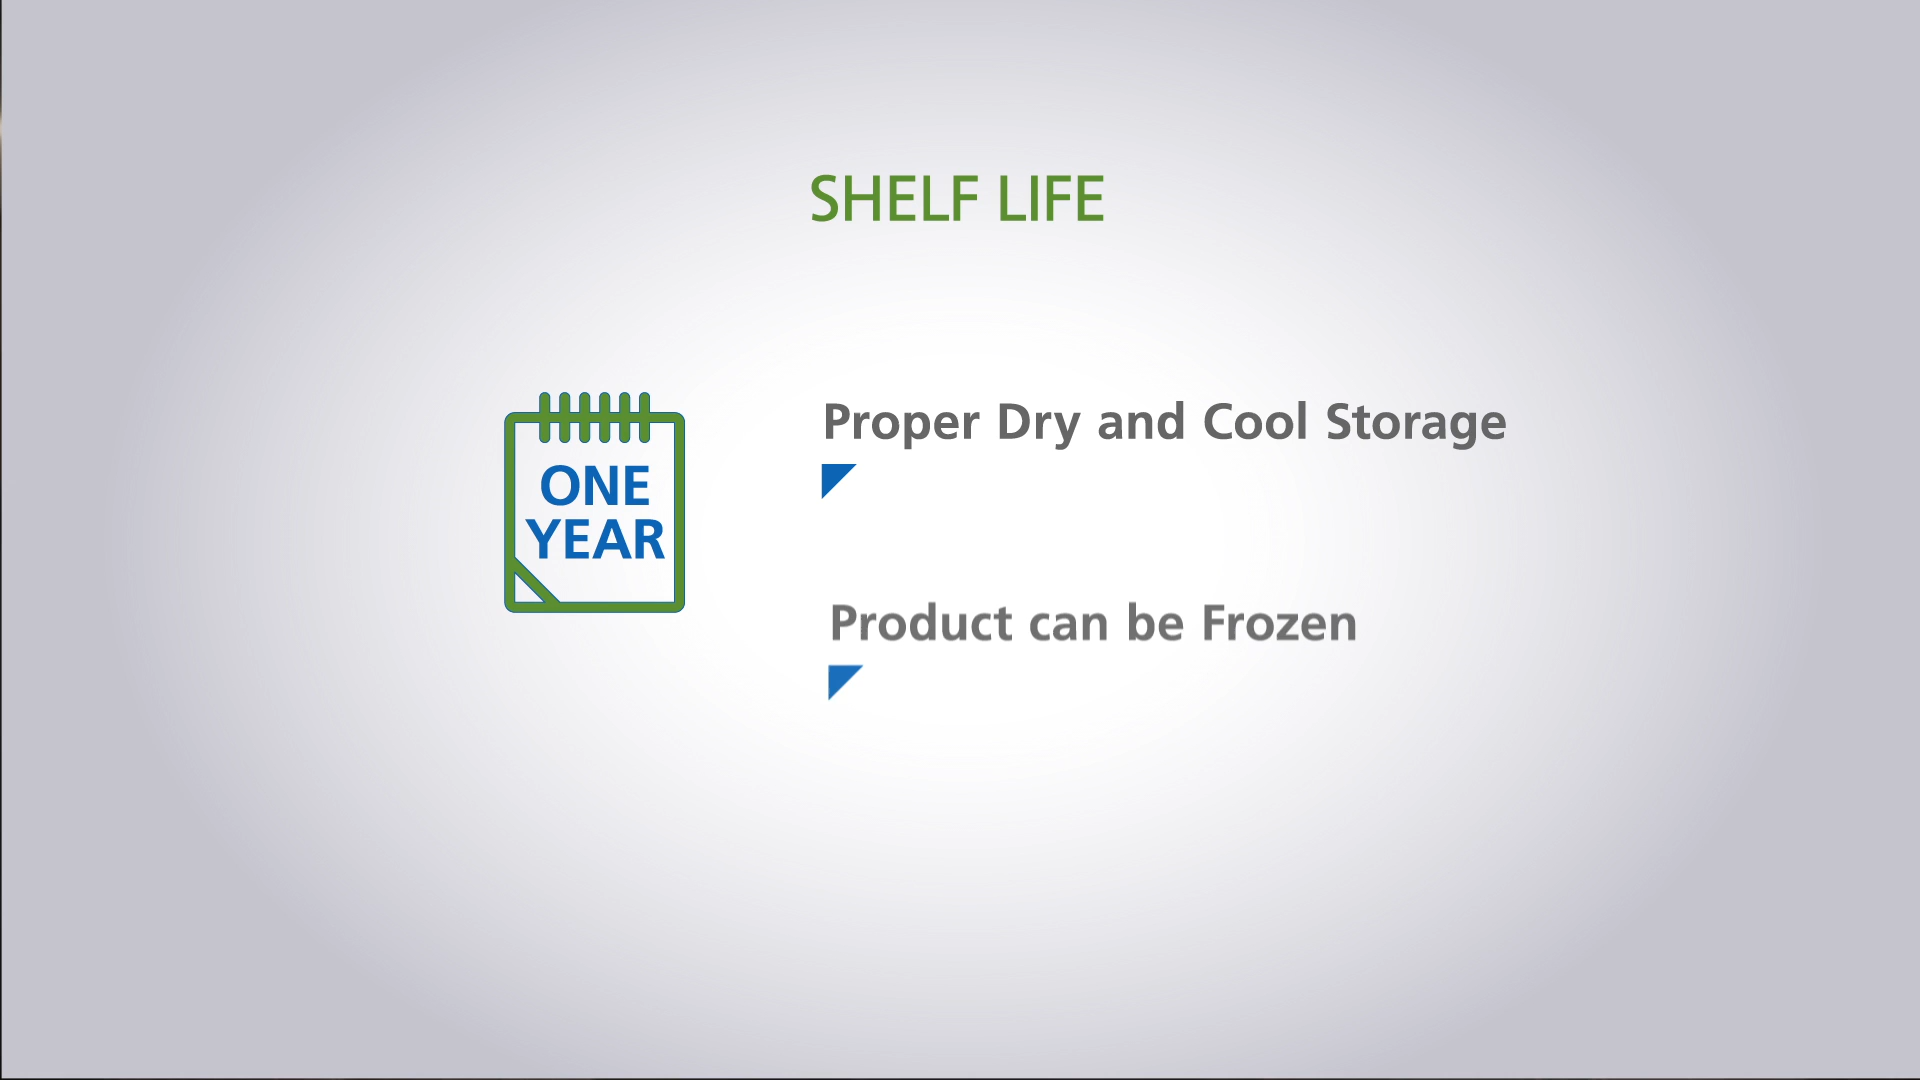 SHELF LIFE
ONE
YEAR
Proper Dry and Cool Storage
Product can be Frozen